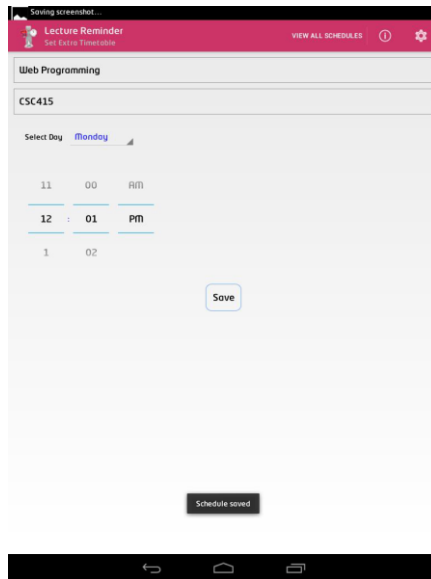 Saving screenshot...
Lecture Reminder
Set Extra Timetable
VIEW ALL SCHEDULES
Web Programming
CSC415
Select Day Monday
11 00 AM
12 : 01 PM
1 02
Save
Schedule saved